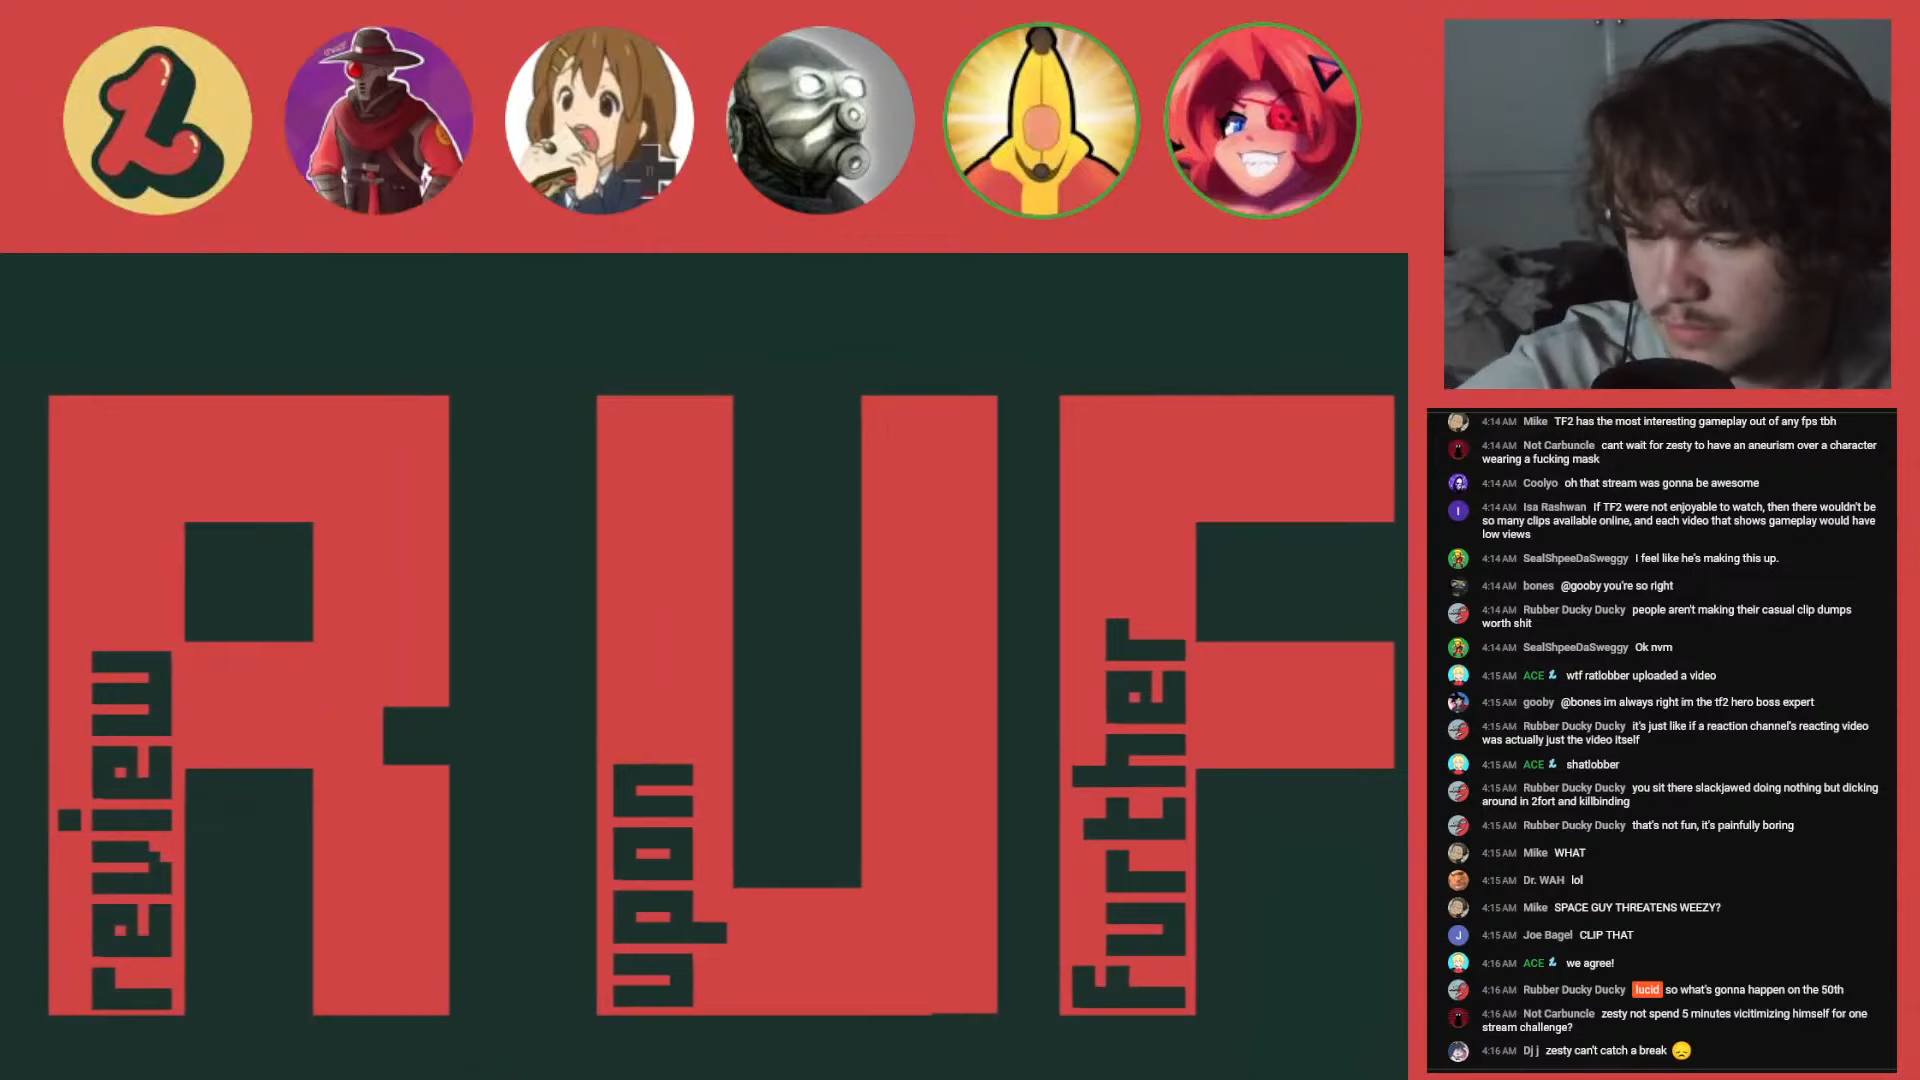 R U F
review
upon
further
4:14 AM Mike TF2 has the most interesting gameplay out of any fps tbh
4:14 AM Not Carbuncle cant wait for zesty to have an aneurism over a character
wearing a fucking mask
4:14 AM Coolyo oh that stream was gonna be awesome
I
4:14 AM Isa Rashwan If TF2 were not enjoyable to watch, then there wouldn't be
so many clips available online, and each video that shows gameplay would have
low views
4:14 AM SealShpeeDaSweggy I feel like he's making this up.
4:14 AM bones @gooby you're so right
4:14 AM Rubber Ducky Ducky people aren't making their casual clip dumps
worth shit
4:14 AM SealShpeeDaSweggy Ok nvm
4:15 AM ACE wtf ratlobber uploaded a video
4:15 AM gooby @bones im always right im the tf2 hero boss expert
4:15 AM Rubber Ducky Ducky it's just like if a reaction channel's reacting video
was actually just the video itself
4:15 AM ACE shatlobber
4:15 AM Rubber Ducky Ducky you sit there slackjawed doing nothing but dicking
around in 2fort and killbinding
4:15 AM Rubber Ducky Ducky that's not fun, it's painfully boring
4:15 AM Mike WHAT
4:15 AM Dr. WAH lol
4:15 AM Mike SPACE GUY THREATENS WEEZY?
J
4:15 AM Joe Bagel CLIP THAT
4:16 AM ACE we agree!
4:16 AM Rubber Ducky Ducky lucid so what's gonna happen on the 50th
4:16 AM Not Carbuncle zesty not spend 5 minutes vicitimizing himself for one
stream challenge?
4:16 AM Dj j zesty can't catch a break